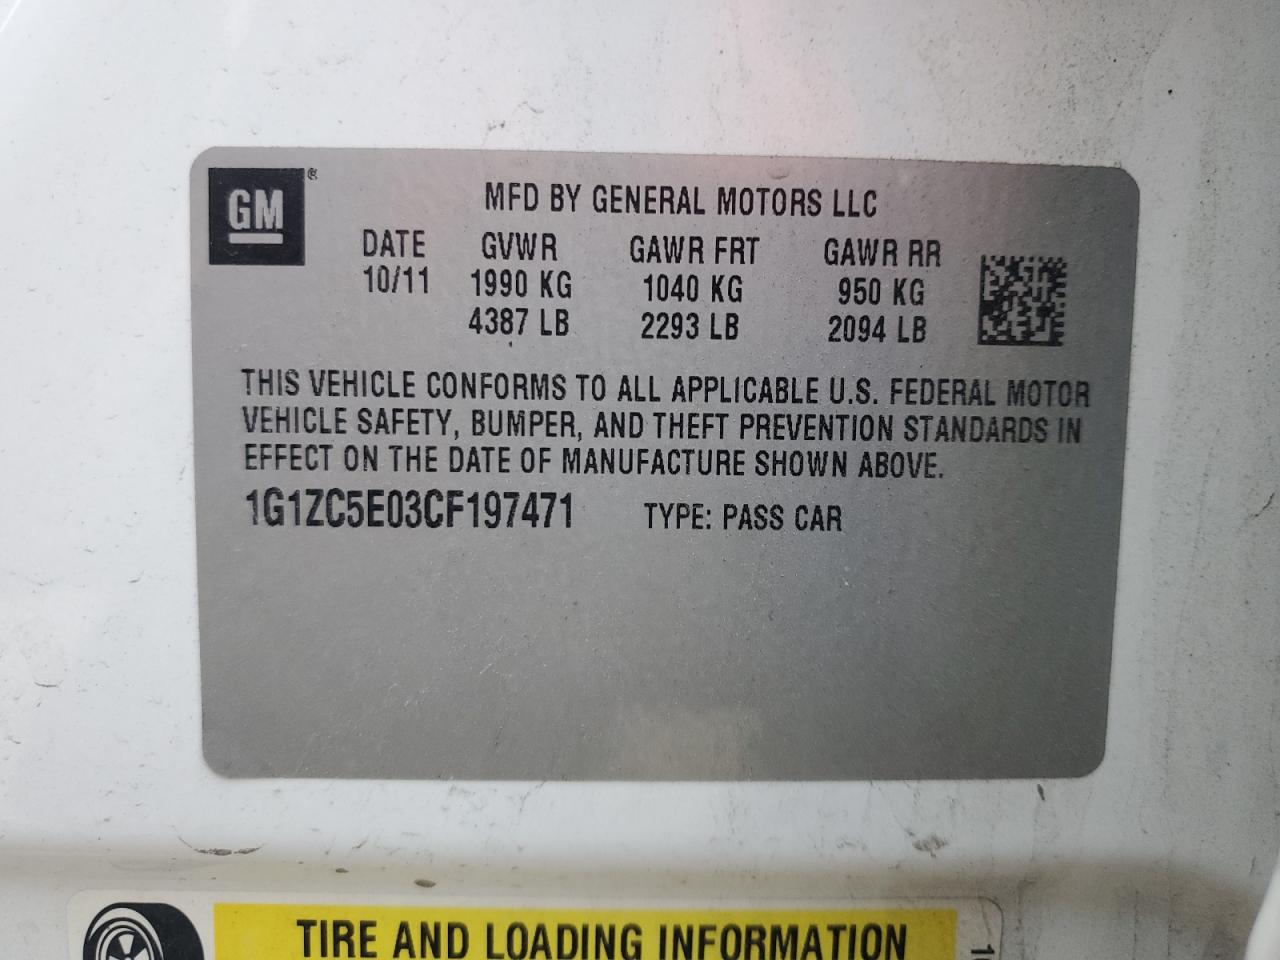 GM®
MFD BY GENERAL MOTORS LLC
DATE GVWR GAWR FRT GAWR RR
10/11 1990 KG 1040 KG 950 KG
4387 LB 2293 LB 2094 LB
THIS VEHICLE CONFORMS TO ALL APPLICABLE U.S. FEDERAL MOTOR
VEHICLE SAFETY, BUMPER, AND THEFT PREVENTION STANDARDS IN
EFFECT ON THE DATE OF MANUFACTURE SHOWN ABOVE.
1G1ZC5E03CF197471 TYPE: PASS CAR
TIRE AND LOADING INFORMATION